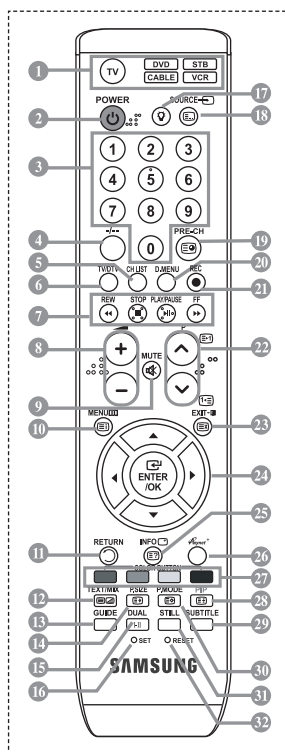 DVD STB
1 TV CABLE VCR
POWER SOURCE 17
2 18
3 1 2 3
4 5 6
7 8 9
4 -/-- 0 PRE-CH 19
5 20
6 TV/DTV CH LIST D.MENU REC 21
7 REW STOP PLAY/PAUSE FF
8 + P 22
9 MUTE
10 MENU EXIT 23
ENTER
/OK 24
25
11 RETURN INFO 26
COLOR BUTTON 27
12 TEXT/MIX P.SIZE P.MODE PIP 28
13 GUIDE DUAL STILL SUBTITLE 29
14 I-II 30
15 SET RESET 31
16 SAMSUNG 32